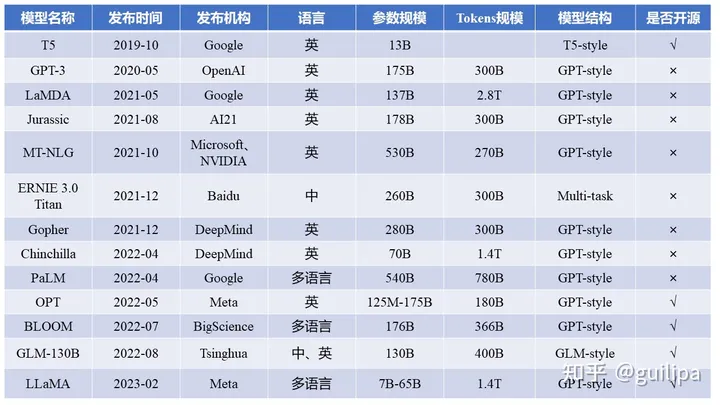 模型名称 发布时间 发布机构 语言 参数规模 Tokens规模 模型结构 是否开源
T5 2019-10 Google 英 13B T5-style √
GPT-3 2020-05 OpenAI 英 175B 300B GPT-style ×
LaMDA 2021-05 Google 英 137B 2.8T GPT-style ×
Jurassic 2021-08 AI21 英 178B 300B GPT-style ×
MT-NLG 2021-10 Microsoft、
NVIDIA 英 530B 270B GPT-style ×
ERNIE 3.0
Titan 2021-12 Baidu 中 260B 300B Multi-task ×
Gopher 2021-12 DeepMind 英 280B 300B GPT-style ×
Chinchilla 2022-04 DeepMind 英 70B 1.4T GPT-style ×
PaLM 2022-04 Google 多语言 540B 780B GPT-style ×
OPT 2022-05 Meta 英 125M-175B 180B GPT-style √
BLOOM 2022-07 BigScience 多语言 176B 366B GPT-style √
GLM-130B 2022-08 Tsinghua 中、英 130B 400B GLM-style √
LLaMA 2023-02 Meta 多语言 7B-65B 1.4T GPT-style √
知乎 @guilipa